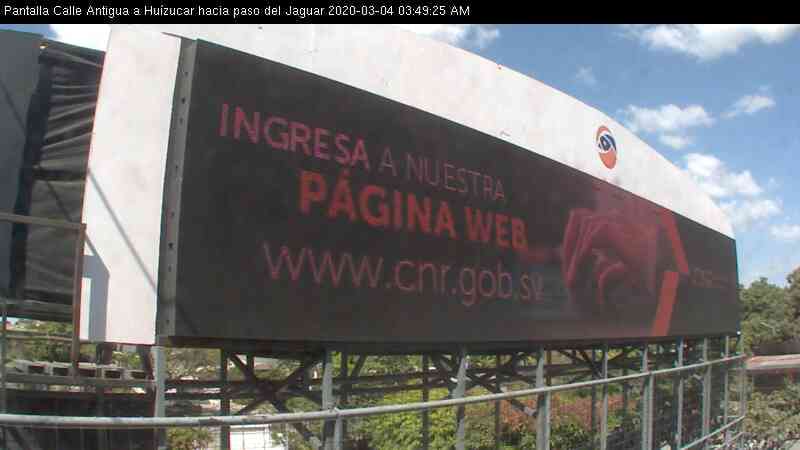 Pantalla Calle Antigua a Huízucar hacia paso del Jaguar 2020-03-04 03:49:25 AM
INGRESA A NUESTRA
PÁGINA WEB
www.cnr.gob.sv